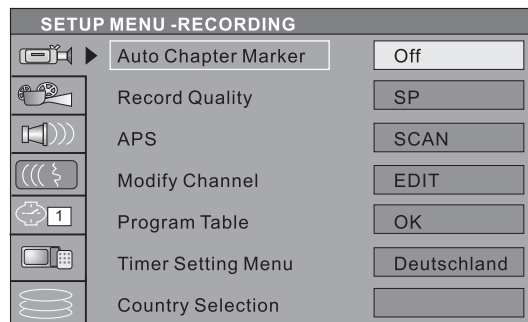 SETUP MENU -RECORDING
Auto Chapter Marker Off
Record Quality SP
APS SCAN
Modify Channel EDIT
1 Program Table OK
Timer Setting Menu Deutschland
Country Selection